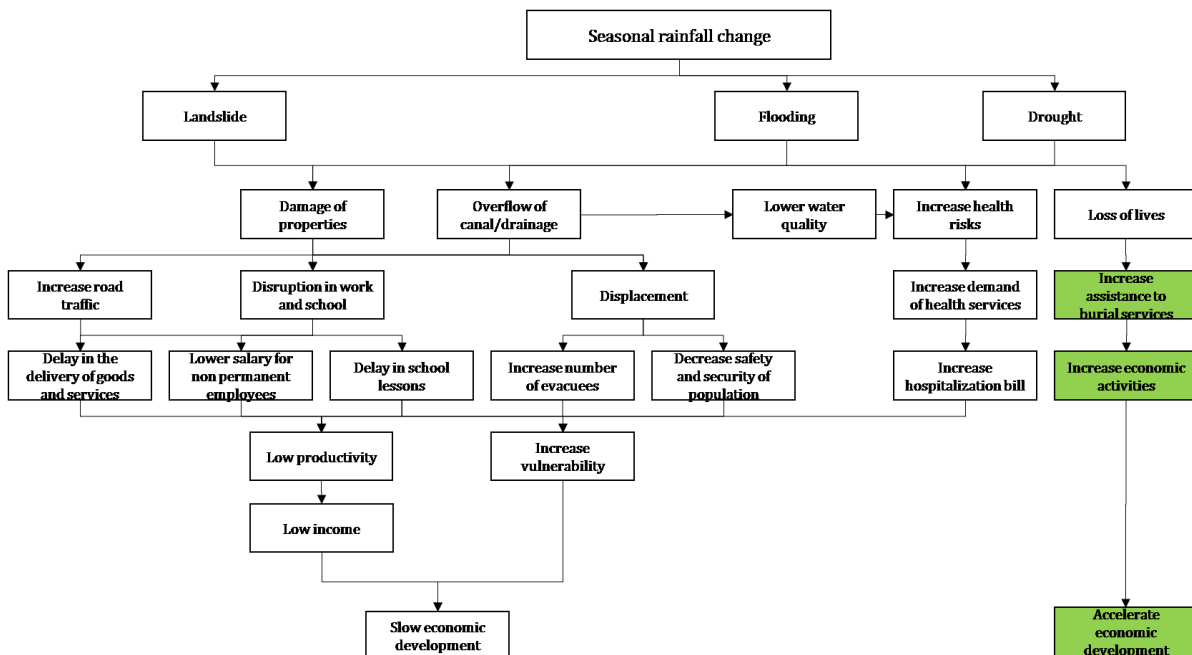 Seasonal rainfall change
Landslide
Flooding
Drought
Damage of
properties
Overflow of
canal/drainage
Lower water
quality
Increase health
risks
Loss of lives
Increase road
traffic
Disruption in work
and school
Displacement
Increase demand
of health services
Increase
assistance to
burial services
Delay in the
delivery of goods
and services
Lower salary for
non permanent
employees
Delay in school
lessons
Increase number
of evacuees
Decrease safety
and security of
population
Increase
hospitalization bill
Increase economic
activities
Low productivity
Increase
vulnerability
Low income
Slow economic
development
Accelerate
economic
development